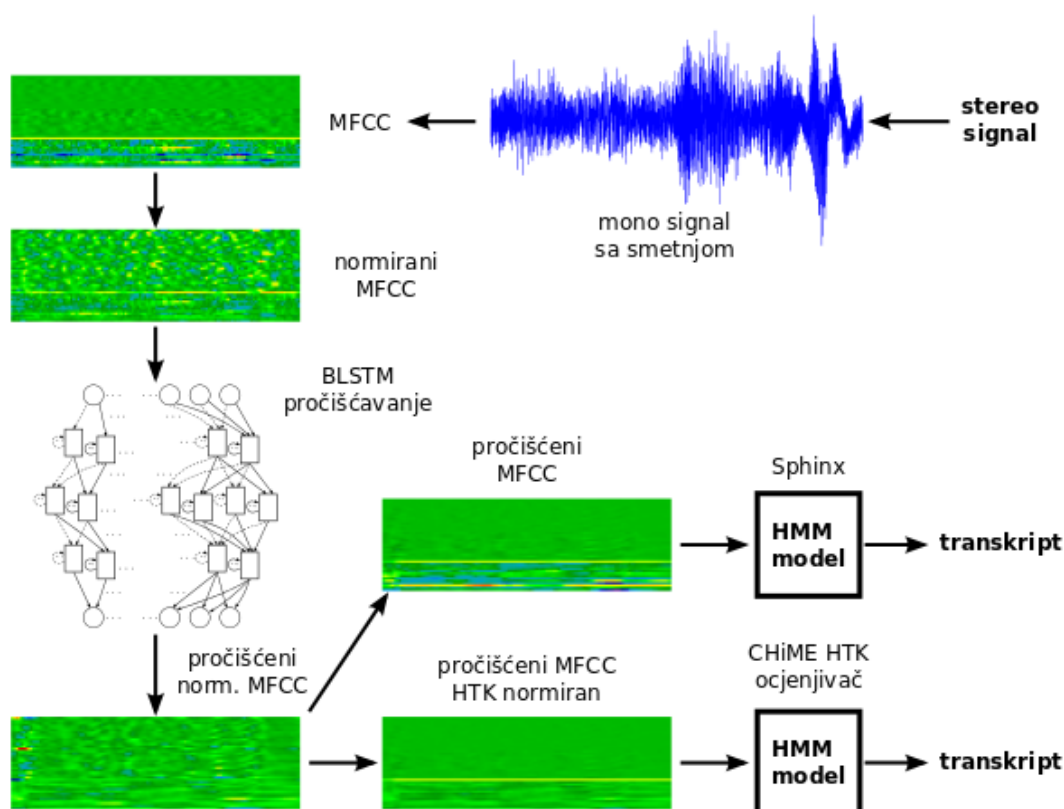 stereo
signal
MFCC
mono signal
sa smetnjom
normirani
MFCC
BLSTM
pročišćavanje
pročišćeni
MFCC
Sphinx
HMM
model
transkript
pročišćeni
norm. MFCC
pročišćeni MFCC
HTK normiran
CHiME HTK
ocjenjivač
HMM
model
transkript